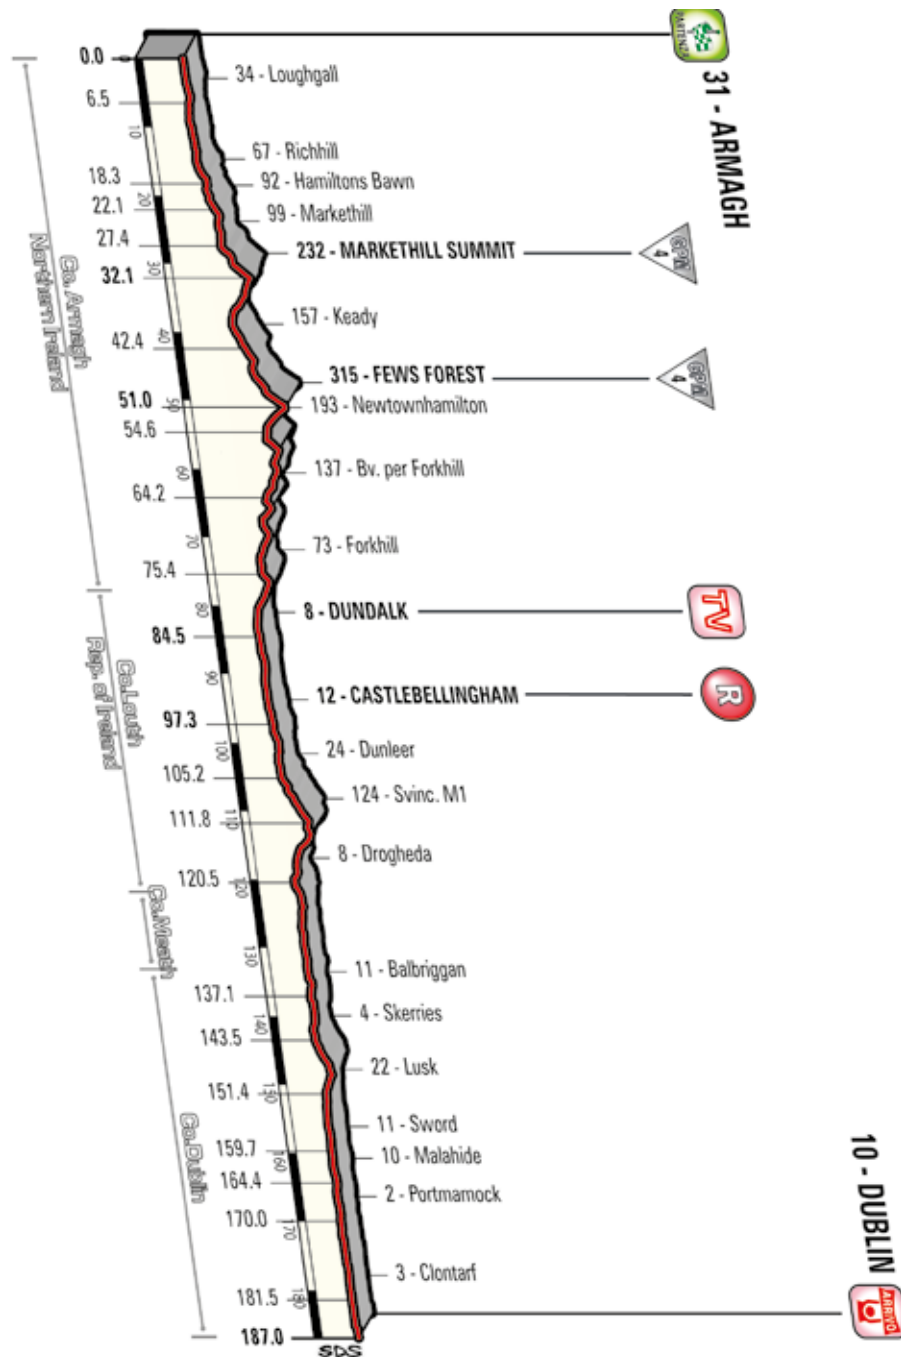 PARTENZA
31 - ARMAGH
0.0
0
34 - Loughgall
6.5
10
67 - Richhill
18.3
92 - Hamiltons Bawn
20
22.1
99 - Markethill
27.4
232 - MARKETHILL SUMMIT
GPM
4
30
32.1
157 - Keady
40
42.4
315 - FEWS FOREST
GPM
4
50
51.0
193 - Newtownhamilton
54.6
137 - Bv. per Forkhill
60
64.2
73 - Forkhill
70
75.4
8 - DUNDALK
TV
80
84.5
12 - CASTLEBELLINGHAM
R
90
97.3
24 - Dunleer
100
105.2
124 - Svinc. M1
110
111.8
8 - Drogheda
120
120.5
11 - Balbriggan
130
137.1
4 - Skerries
140
143.5
22 - Lusk
150
151.4
11 - Sword
159.7
10 - Malahide
160
164.4
2 - Portmarnock
170.0
170
3 - Clontarf
181.5
180
187.0
10 - DUBLIN
ARRIVO
SDS
Co. Armagh
Northern Ireland
Co.Louth
Rep. of Ireland
Co.Meath
Co.Dublin